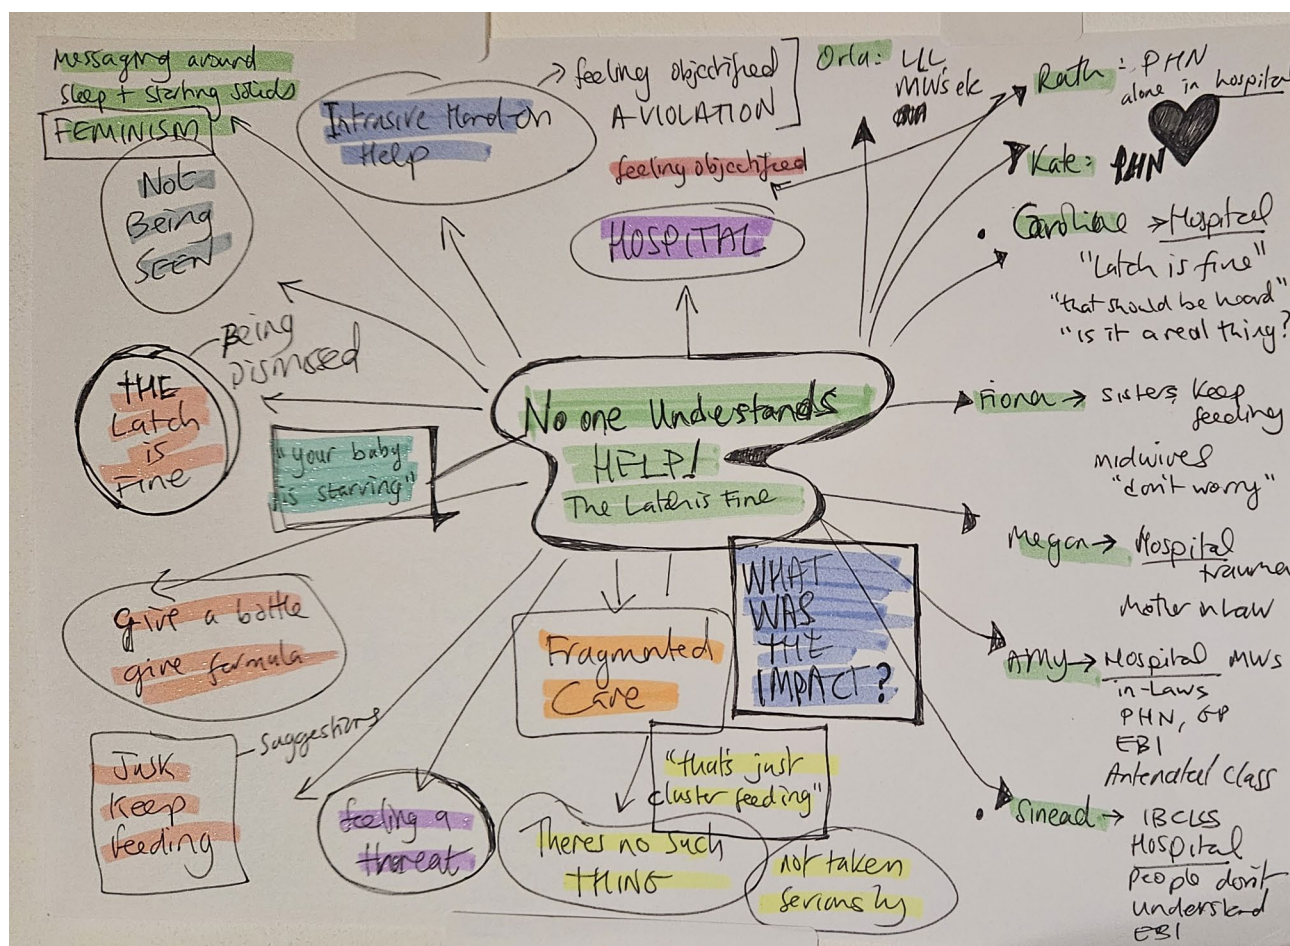 messaging around
sleep + starting solids
FEMINISM
Not
Being
SEEN
Intrusive Hand-on
Help
feeling objectified
A VIOLATION
feeling objectified
HOSPITAL
Orla: LLL
MWs etc
Ruth: PHN
alone in hospital
Kate: PHN
Caroline Hospital
"Latch is fine"
"that should be heard"
"is it a real thing?
Being
Dismissed
THE
Latch
is
Fine
"your baby
is starving"
No one Understands
HELP!
The Latch is Fine
Fiona sisters keep
feeding
midwives
"don't worry"
Megan Hospital
trauma
Mother in Law
Amy Hospital MWS
in-Laws
PHN, GP
EBI
Antenatal Class
Sinead IBCLSS
Hospital
people don't
understand
EBI
give a bottle
give formula
Suggestions
Just
Keep
feeding
feeling a
threat
Fragmented
Care
WHAT
WAS
THE
IMPACT?
"thats just
cluster feeding"
Theres no such
THING
not taken
seriously